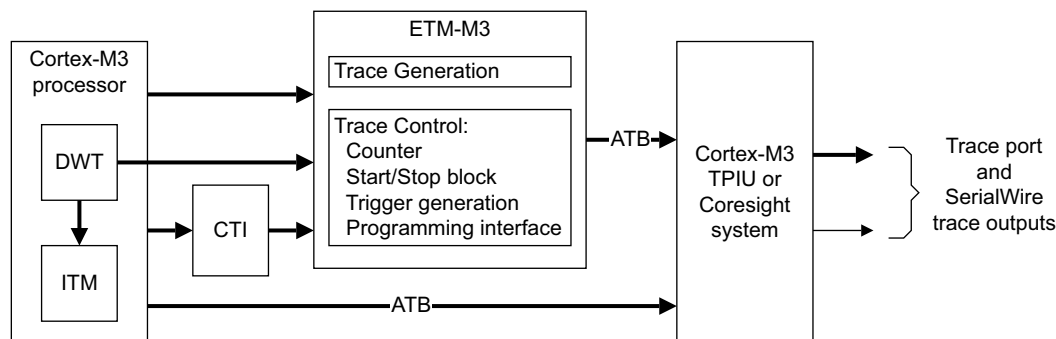 Cortex-M3
processor
DWT
ITM
CTI
ETM-M3
Trace Generation
Trace Control:
Counter
Start/Stop block
Trigger generation
Programming interface
ATB
ATB
Cortex-M3
TPIU or
Coresight
system
Trace port
and
SerialWire
trace outputs